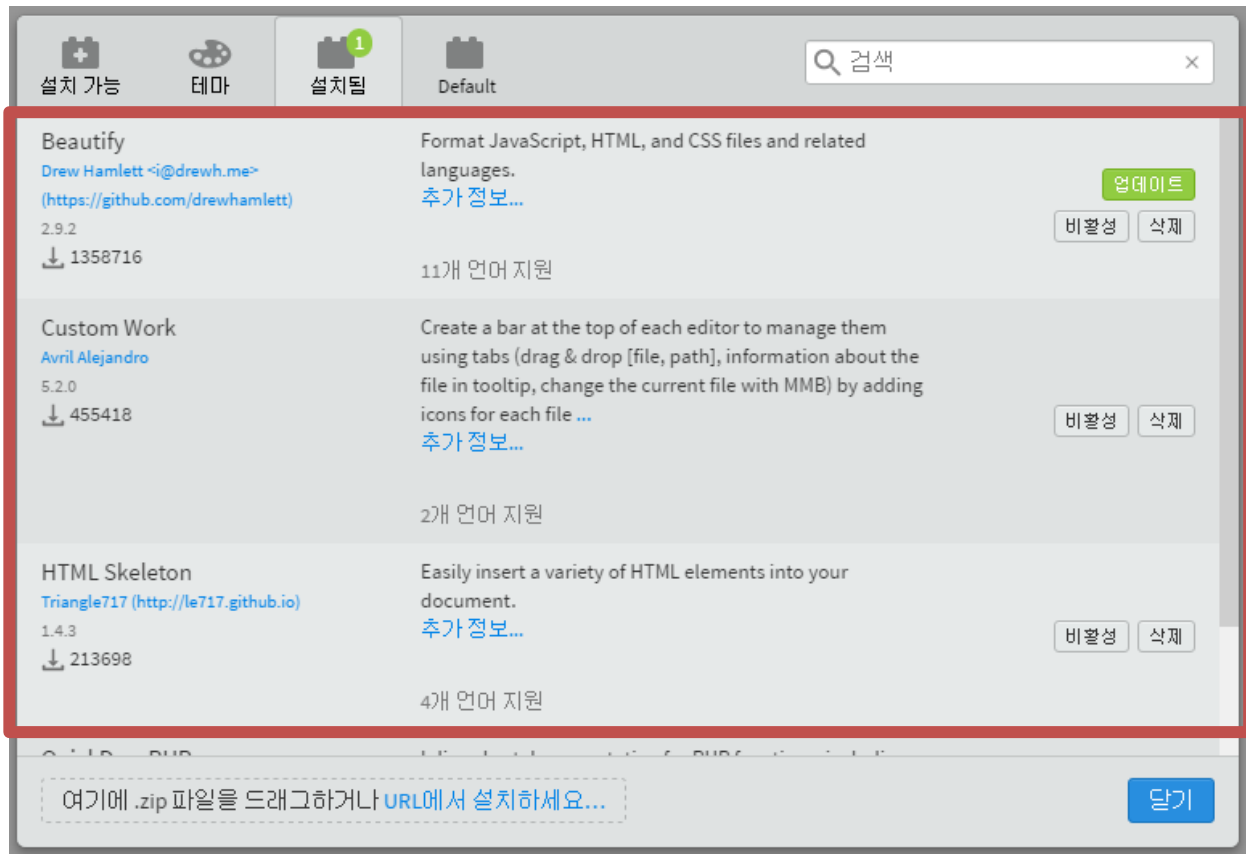 설치 가능
테마
1
설치됨
Default
검색
Beautify
Drew Hamlett <i@drewh.me>
(https://github.com/drewhamlett)
2.9.2
1358716
Format JavaScript, HTML, and CSS files and related
languages.
추가 정보...
11개 언어 지원
업데이트
비활성 삭제
Custom Work
Avril Alejandro
5.2.0
455418
Create a bar at the top of each editor to manage them
using tabs (drag & drop [file, path], information about the
file in tooltip, change the current file with MMB) by adding
icons for each file ...
추가 정보...
2개 언어 지원
비활성 삭제
HTML Skeleton
Triangle717 (http://le717.github.io)
1.4.3
213698
Easily insert a variety of HTML elements into your
document.
추가 정보...
4개 언어 지원
비활성 삭제
여기에 .zip 파일을 드래그하거나 URL에서 설치하세요...
닫기